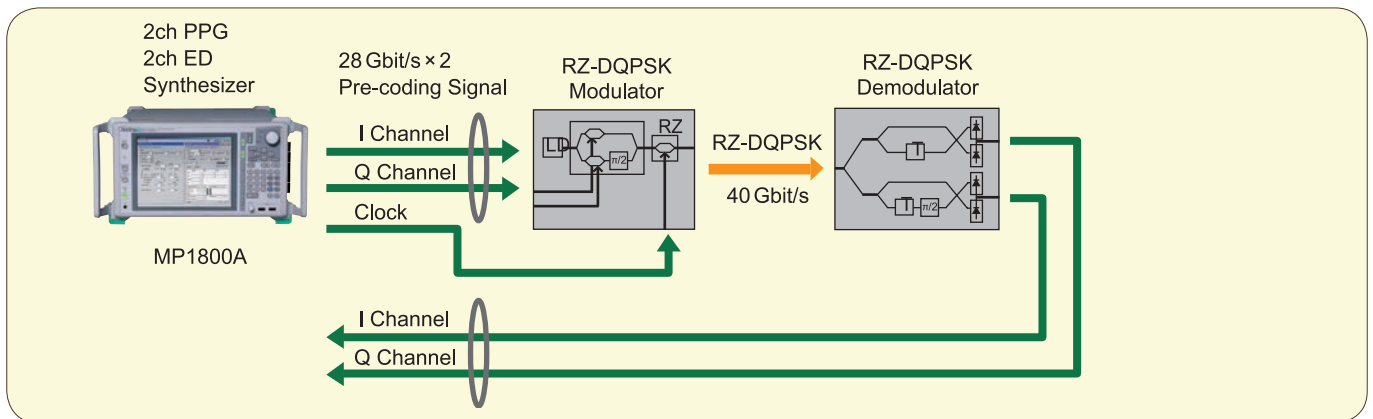 2ch PPG
2ch ED
Synthesizer
MP1800A
28 Gbit/s × 2
Pre-coding Signal
I Channel
Q Channel
Clock
RZ-DQPSK
Modulator
LD
π/2
RZ
RZ-DQPSK
40 Gbit/s
RZ-DQPSK
Demodulator
T
T
π/2
I Channel
Q Channel